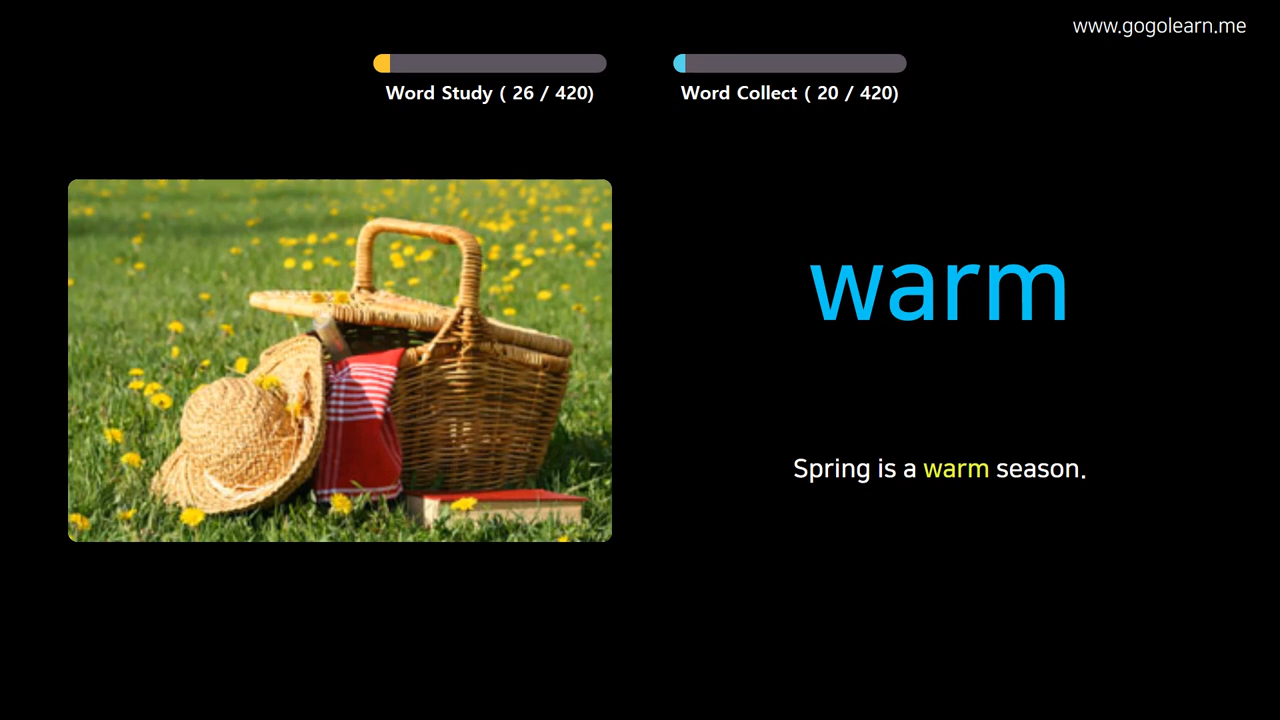 www.gogolearn.me
Word Study ( 26 / 420)
Word Collect ( 20 / 420)
warm
Spring is a warm season.